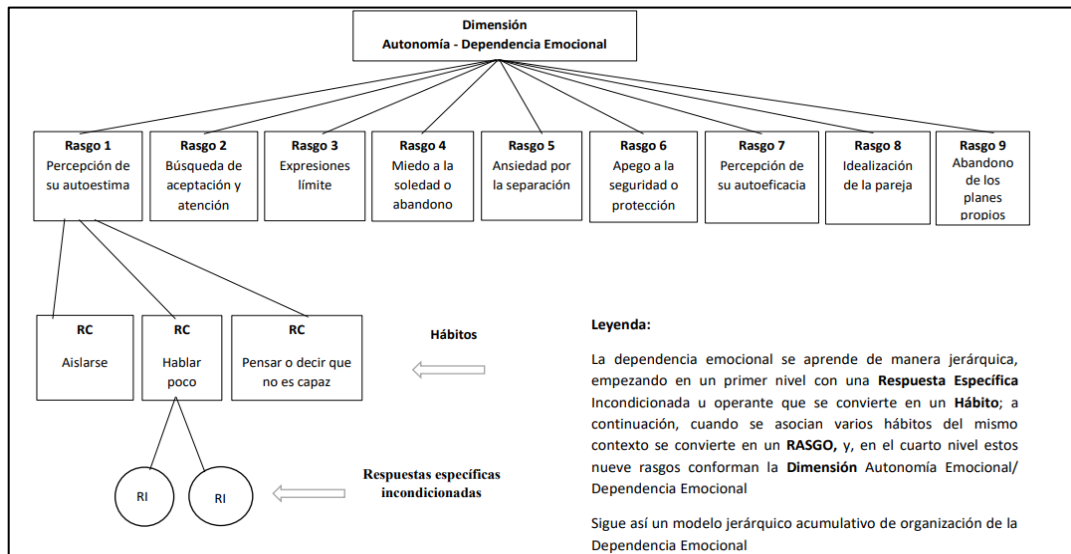 Dimensión
Autonomía - Dependencia Emocional
Rasgo 1
Percepción de
su autoestima
Rasgo 2
Búsqueda de
aceptación y
atención
Rasgo 3
Expresiones
límite
Rasgo 4
Miedo a la
soledad o
abandono
Rasgo 5
Ansiedad por
la separación
Rasgo 6
Apego a la
seguridad o
protección
Rasgo 7
Percepción de
su autoeficacia
Rasgo 8
Idealización
de la pareja
Rasgo 9
Abandono
de los
planes
propios
RC
Aislarse
RC
Hablar
poco
RC
Pensar o decir que
no es capaz
Hábitos
RI
RI
Respuestas específicas
incondicionadas
Leyenda:
La dependencia emocional se aprende de manera jerárquica,
empezando en un primer nivel con una Respuesta Específica
Incondicionada u operante que se convierte en un Hábito; a
continuación, cuando se asocian varios hábitos del mismo
contexto se convierte en un RASGO, y, en el cuarto nivel estos
nueve rasgos conforman la Dimensión Autonomía Emocional/
Dependencia Emocional
Sigue así un modelo jerárquico acumulativo de organización de la
Dependencia Emocional